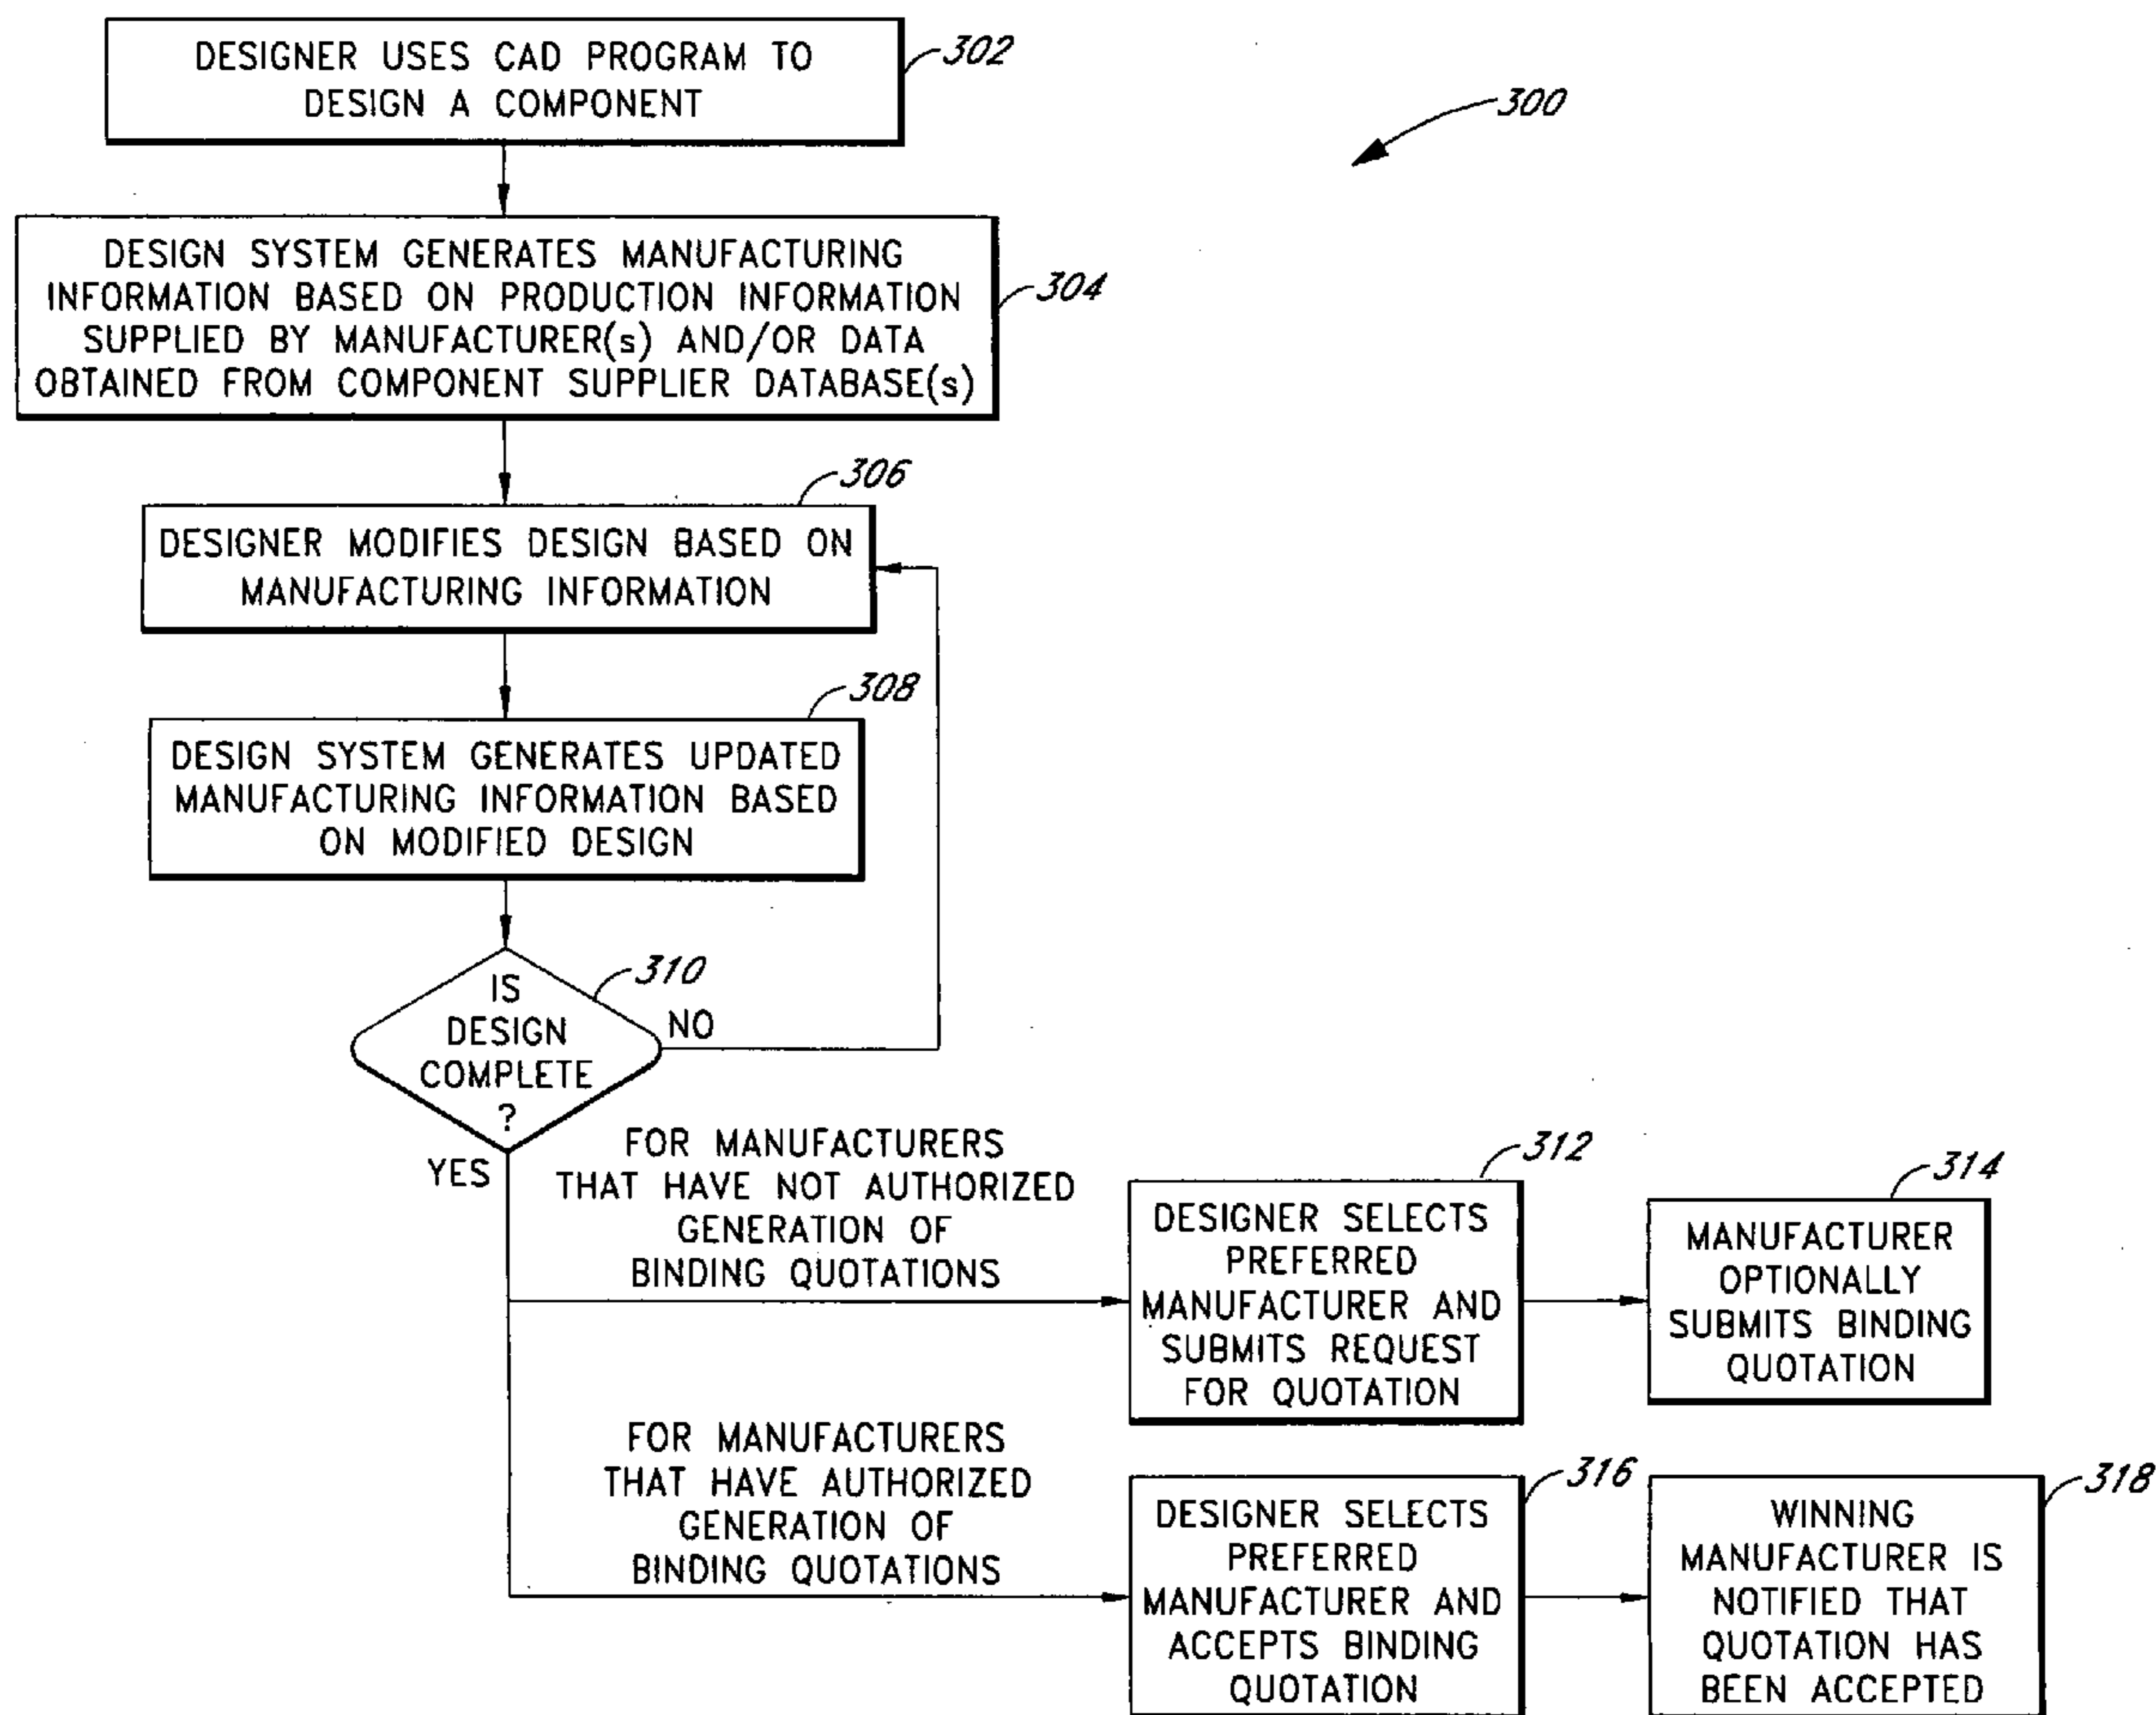 DESIGNER USES CAD PROGRAM TO
DESIGN A COMPONENT
302
300
DESIGN SYSTEM GENERATES MANUFACTURING
INFORMATION BASED ON PRODUCTION INFORMATION
SUPPLIED BY MANUFACTURER(s) AND/OR DATA
OBTAINED FROM COMPONENT SUPPLIER DATABASE(s)
304
306
DESIGNER MODIFIES DESIGN BASED ON
MANUFACTURING INFORMATION
308
DESIGN SYSTEM GENERATES UPDATED
MANUFACTURING INFORMATION BASED
ON MODIFIED DESIGN
310
IS
DESIGN
COMPLETE
?
NO
YES
FOR MANUFACTURERS
THAT HAVE NOT AUTHORIZED
GENERATION OF
BINDING QUOTATIONS
312
DESIGNER SELECTS
PREFERRED
MANUFACTURER AND
SUBMITS REQUEST
FOR QUOTATION
314
MANUFACTURER
OPTIONALLY
SUBMITS BINDING
QUOTATION
FOR MANUFACTURERS
THAT HAVE AUTHORIZED
GENERATION OF
BINDING QUOTATIONS
316
DESIGNER SELECTS
PREFERRED
MANUFACTURER AND
ACCEPTS BINDING
QUOTATION
318
WINNING
MANUFACTURER IS
NOTIFIED THAT
QUOTATION HAS
BEEN ACCEPTED